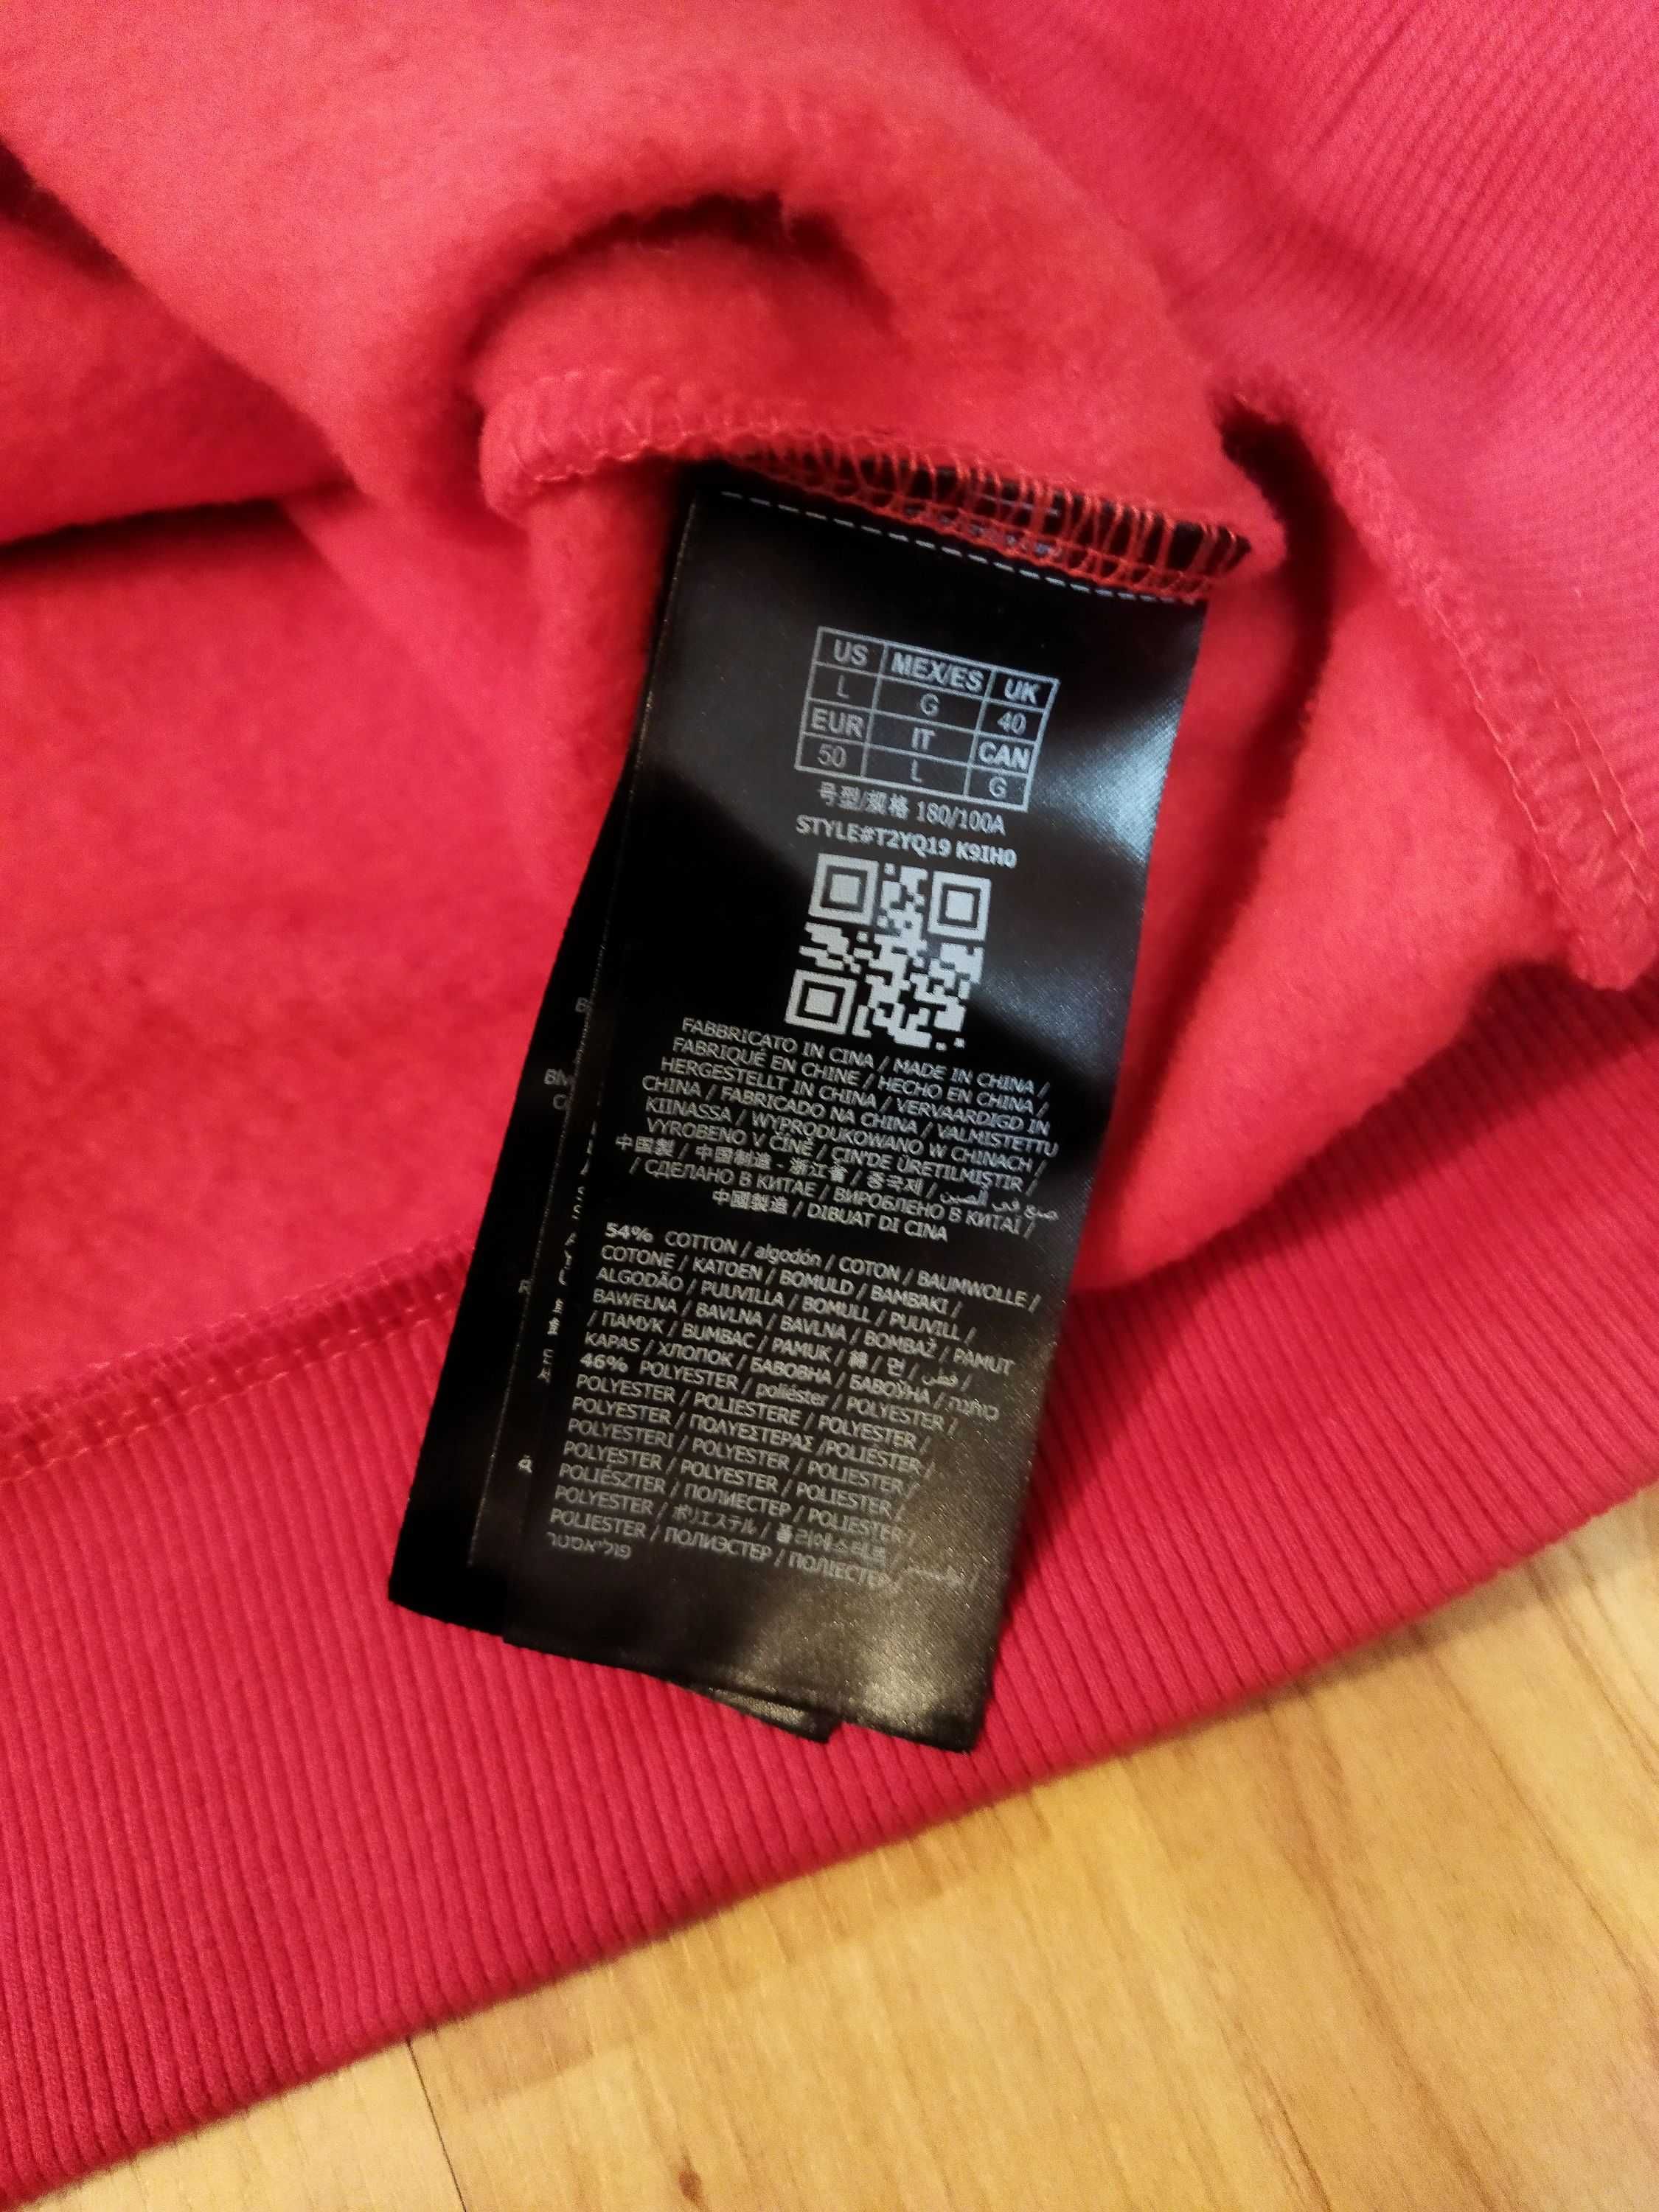 US MEX/ES UK
L G 40
EUR IT CAN
50 L G
号型/规格 180/100A
STYLE#T2YQ19 K9IH0
FABBRICATO IN CINA / MADE IN CHINA /
FABRIQUÉ EN CHINE / HECHO EN CHINA /
HERGESTELLT IN CHINA / VERVAARDIGD IN
CHINA / FABRICADO NA CHINA / VALMISTETTU
KIINASSA / WYPRODUKOWANO W CHINACH /
VYROBENO V ČÍNĚ / ÇIN'DE ÜRETILMIŞTIR /
中国製 / 中国制造 - 浙江省 / 중국제 / صنع في الصين
/ СДЕЛАНО В КИТАЕ / ВИРОБЛЕНО В КИТАЇ /
中國製造 / DIBUAT DI CINA
54% COTTON / algodón / COTON / BAUMWOLLE /
COTONE / KATOEN / BOMULD / ΒΑΜΒΆΚΙ /
ALGODÃO / PUUVILLA / BOMULL / PUUVILL /
BAWEŁNA / BAVLNA / BAVLNA / BOMBAŽ / PAMUT
/ ПАМУК / BUMBAC / PAMUK / 綿 / 면 / قطن /
KAPAS / ХЛОПОК / БАВОВНА / БАВОЎНА / כותנה
46% POLYESTER / poliéster / POLYESTER /
POLYESTER / POLIESTERE / POLYESTER /
POLYESTER / ΠΟΛΥΕΣΤΕΡΑΣ /POLIÉSTER /
POLYESTERI / POLYESTER / POLIESTER /
POLYESTER / POLYESTER / POLIESTER /
POLIÉSZTER / ПОЛИЕСТЕР / POLIESTER /
POLYESTER / ポリエステル / 폴리에스테르 /
POLIESTER / ПОЛИЭСТЕР / ПОЛІЕСТЕР /
פוליאסטר